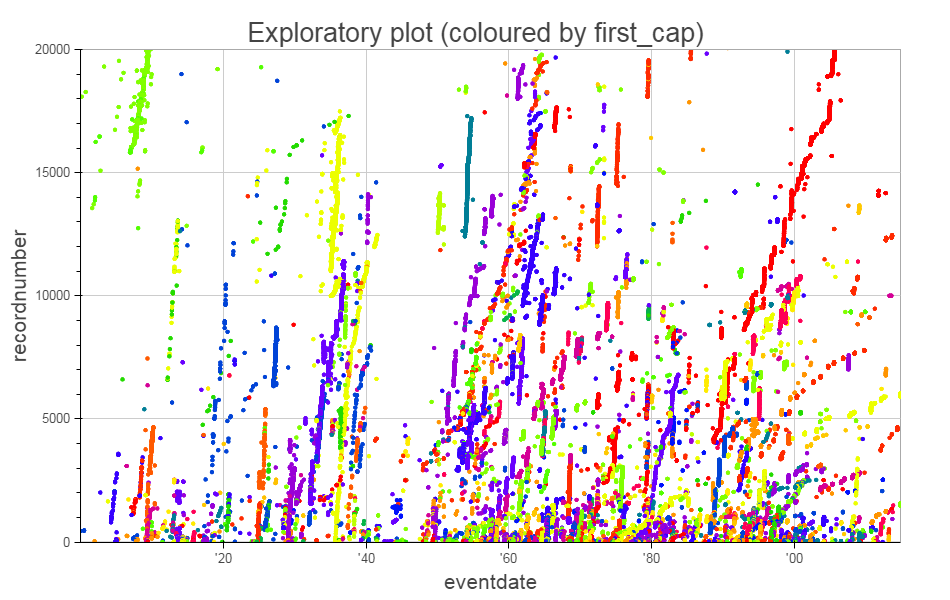 Exploratory plot (coloured by first_cap)
20000
15000
10000
5000
0
recordnumber
'20 '40 '60 '80 '00
eventdate